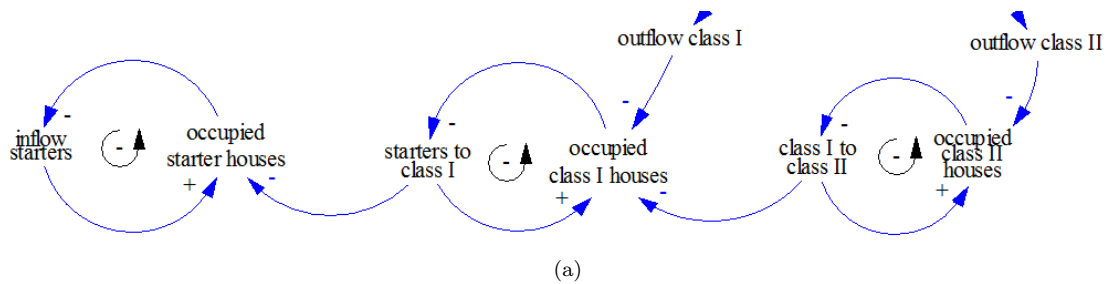 outflow class I
outflow class II
-
-
-
-
-
inflow
starters
-
occupied
starter houses
starters to
class I
-
occupied
class I houses
class I to
class II
-
occupied
class II
houses
+
-
+
-
+
(a)